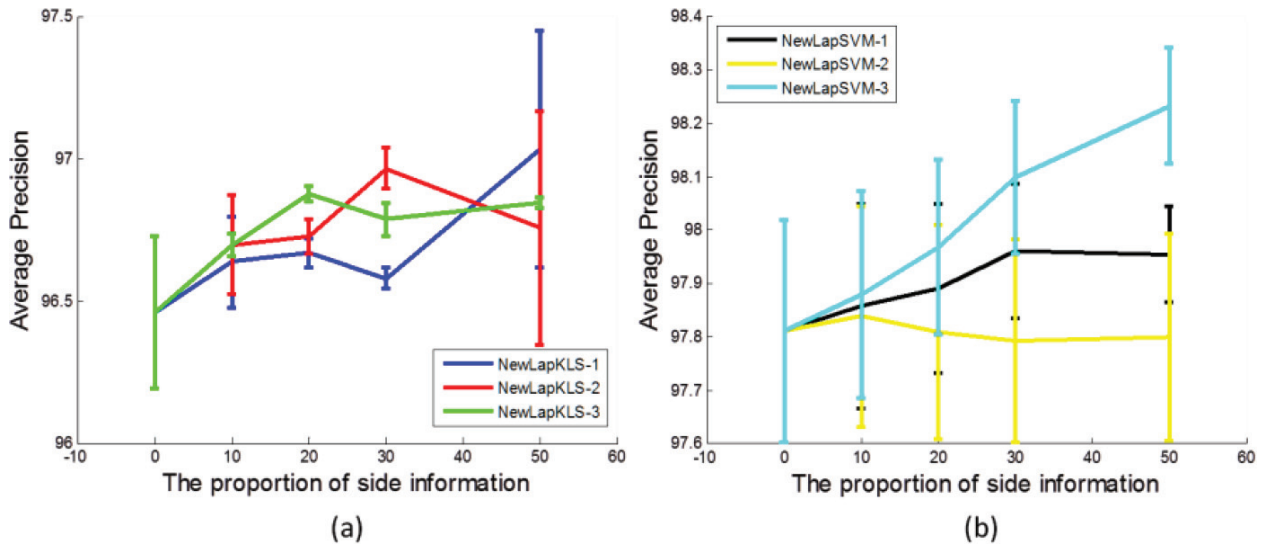 97.5
97
96.5
96
-10 0 10 20 30 40 50 60
Average Precision
The proportion of side information
NewLapKLS-1
NewLapKLS-2
NewLapKLS-3
(a)
98.4
98.3
98.2
98.1
98
97.9
97.8
97.7
97.6
-10 0 10 20 30 40 50 60
Average Precision
The proportion of side information
NewLapSVM-1
NewLapSVM-2
NewLapSVM-3
(b)